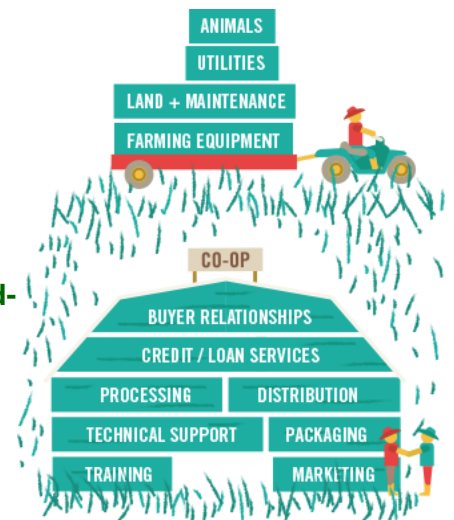 ANIMALS
UTILITIES
LAND + MAINTENANCE
FARMING EQUIPMENT
CO-OP
d-
BUYER RELATIONSHIPS
CREDIT / LOAN SERVICES
PROCESSING DISTRIBUTION
TECHNICAL SUPPORT PACKAGING
TRAINING MARKETING